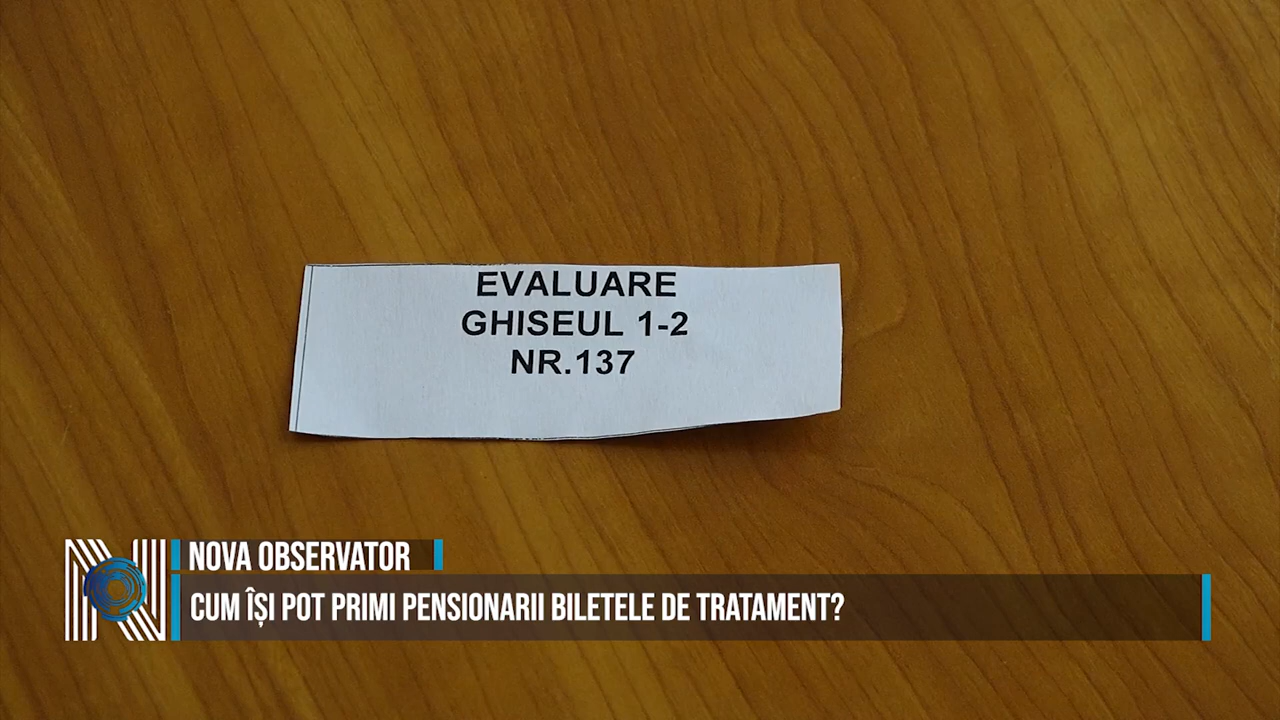 EVALUARE
GHISEUL 1-2
NR.137
NOVA OBSERVATOR
CUM ÎȘI POT PRIMI PENSIONARII BILETELE DE TRATAMENT?